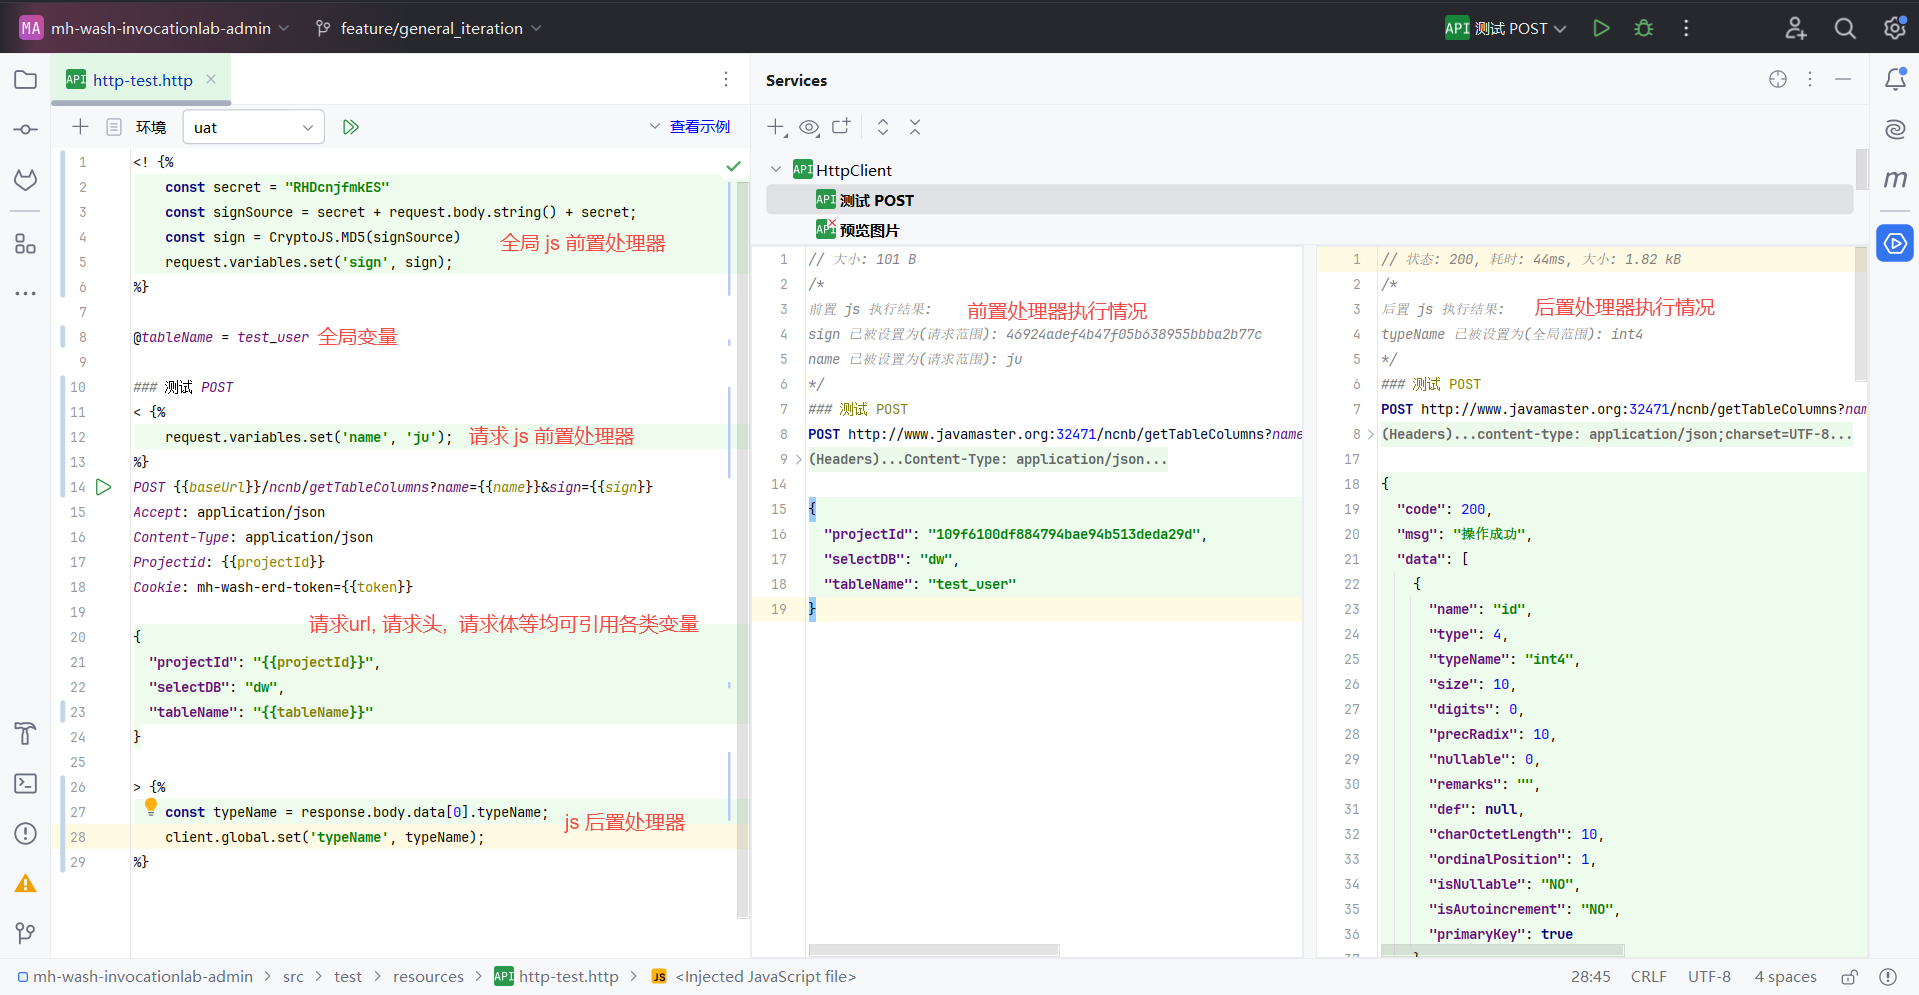 MA mh-wash-invocationlab-admin feature/general_iteration API 测试 POST
API http-test.http
环境 uat 查看示例
1 <! {%
2 const secret = "RHDcnjfmkES"
3 const signSource = secret + request.body.string() + secret;
4 const sign = CryptoJS.MD5(signSource)
全局 js 前置处理器
5 request.variables.set('sign', sign);
6 %}
7
8 @tableName = test_user 全局变量
9
10 ### 测试 POST
11 < {%
12 request.variables.set('name', 'ju'); 请求 js 前置处理器
13 %}
14 POST {{baseUrl}}/ncnb/getTableColumns?name={{name}}&sign={{sign}}
15 Accept: application/json
16 Content-Type: application/json
17 Projectid: {{projectId}}
18 Cookie: mh-wash-erd-token={{token}}
19
请求url, 请求头, 请求体等均可引用各类变量
20 {
21 "projectId": "{{projectId}}",
22 "selectDB": "dw",
23 "tableName": "{{tableName}}"
24 }
25
26 > {%
27 const typeName = response.body.data[0].typeName;
js 后置处理器
28 client.global.set('typeName', typeName);
29 %}
Services
API HttpClient
API 测试 POST
API 预览图片
1 // 大小: 101 B
2 /*
3 前置 js 执行结果: 前置处理器执行情况
4 sign 已被设置为(请求范围): 46924adef4b47f05b638955bbba2b77c
5 name 已被设置为(请求范围): ju
6 */
7 ### 测试 POST
8 POST http://www.javamaster.org:32471/ncnb/getTableColumns?name
9 (Headers)...Content-Type: application/json...
14
15 {
16 "projectId": "109f6100df884794bae94b513deda29d",
17 "selectDB": "dw",
18 "tableName": "test_user"
19 }
1 // 状态: 200, 耗时: 44ms, 大小: 1.82 kB
2 /*
3 后置 js 执行结果: 后置处理器执行情况
4 typeName 已被设置为(全局范围): int4
5 */
6 ### 测试 POST
7 POST http://www.javamaster.org:32471/ncnb/getTableColumns?nam
8 (Headers)...content-type: application/json;charset=UTF-8...
17
18 {
19 "code": 200,
20 "msg": "操作成功",
21 "data": [
22 {
23 "name": "id",
24 "type": 4,
25 "typeName": "int4",
26 "size": 10,
27 "digits": 0,
28 "precRadix": 10,
29 "nullable": 0,
30 "remarks": "",
31 "def": null,
32 "charOctetLength": 10,
33 "ordinalPosition": 1,
34 "isNullable": "NO",
35 "isAutoincrement": "NO",
36 "primaryKey": true
m
mh-wash-invocationlab-admin > src > test > resources > API http-test.http > JS <Injected JavaScript file> 28:45 CRLF UTF-8 4 spaces